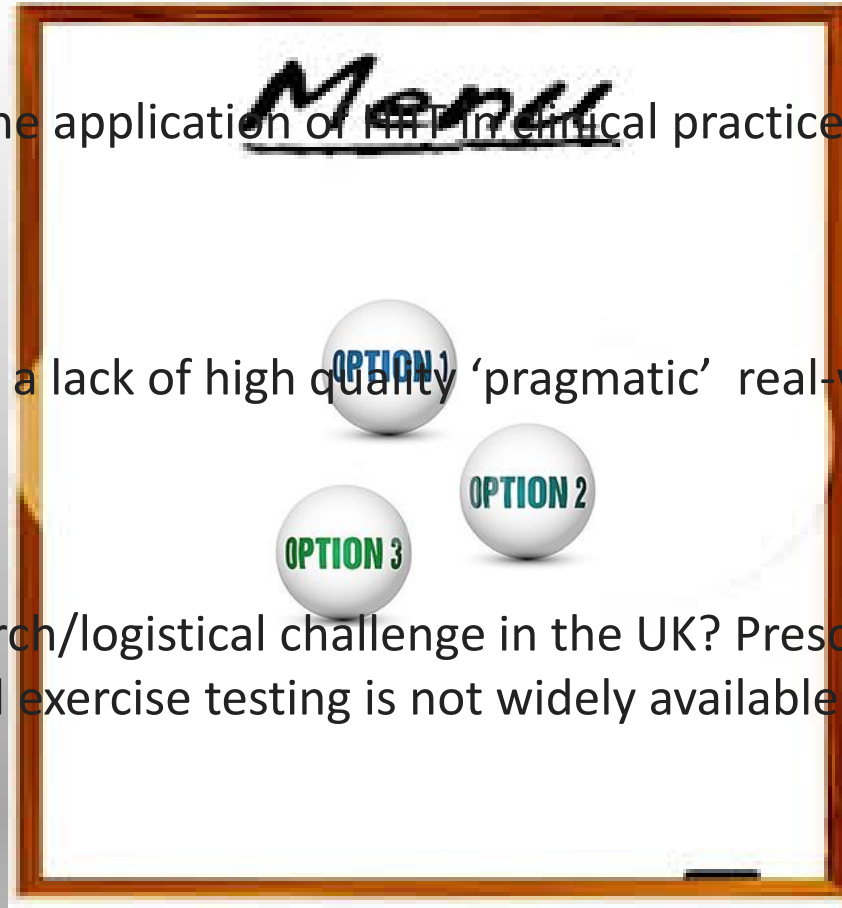 Menu
ne application of HIIT in clinical practice
OPTION 1
a lack of high quality ‘pragmatic’ real-
OPTION 2
OPTION 3
rch/logistical challenge in the UK? Presc
exercise testing is not widely available